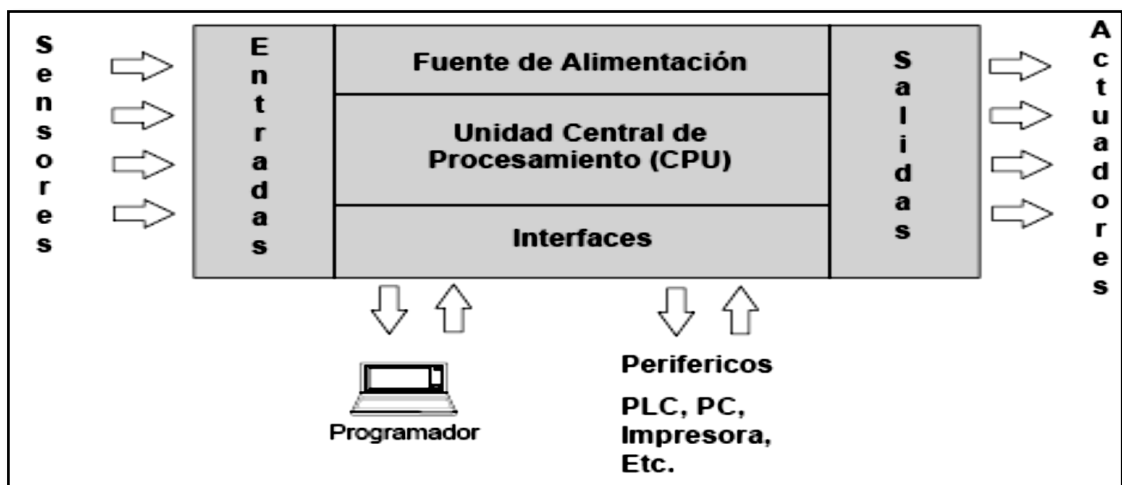 Sensores
Entradas
Fuente de Alimentación
Unidad Central de
Procesamiento (CPU)
Interfaces
Salidas
Actuadores
Programador
Perifericos
PLC, PC,
Impresora,
Etc.